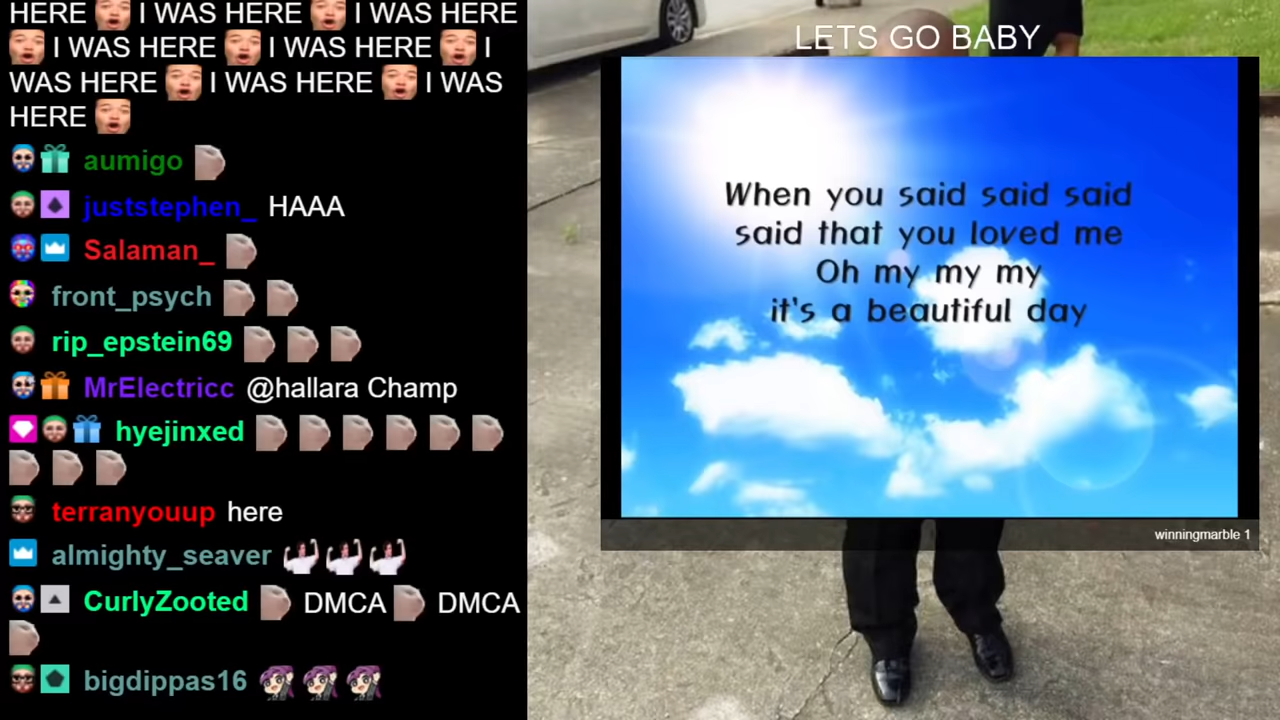 HERE I WAS HERE I WAS HERE
I WAS HERE I WAS HERE I
WAS HERE I WAS HERE I WAS
HERE
aumigo
juststephen_ HAAA
Salaman_
front_psych
rip_epstein69
MrElectricc @hallara Champ
hyejinxed
terranyouup here
almighty_seaver
CurlyZooted DMCA DMCA
bigdippas16
LETS GO BABY
When you said said said
said that you loved me
Oh my my my
it's a beautiful day
winningmarble 1